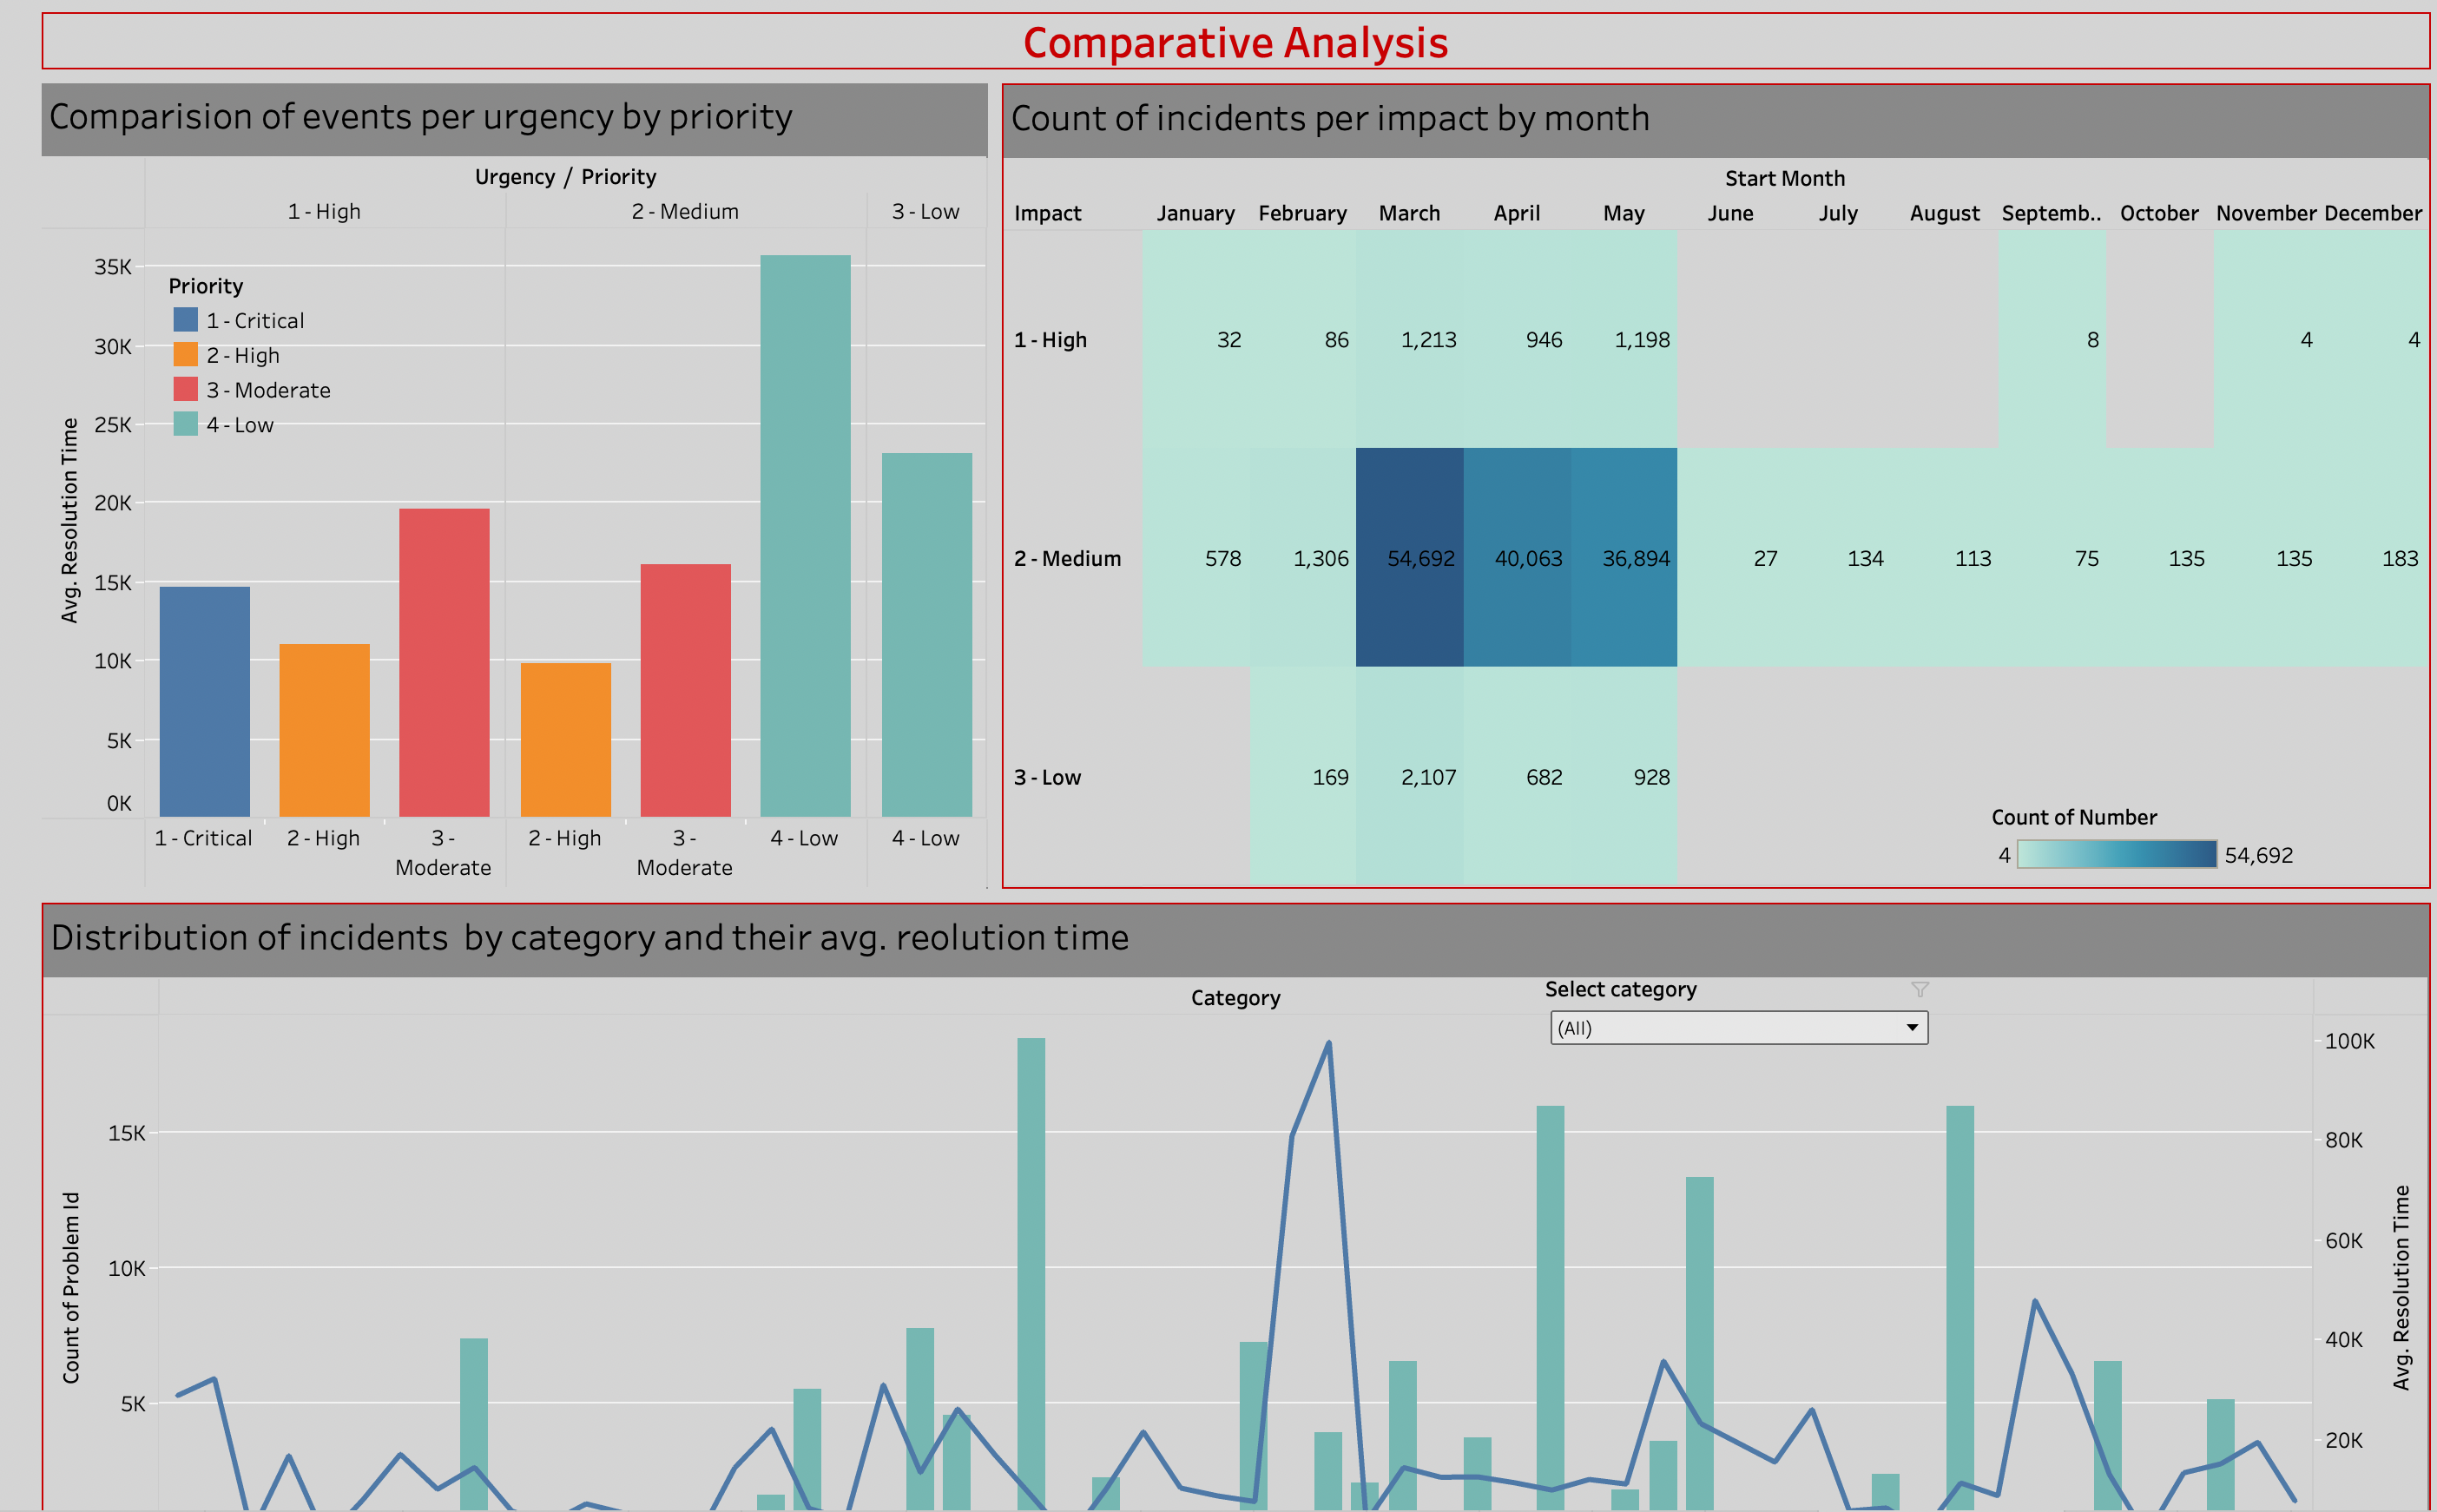 Comparative Analysis
Comparision of events per urgency by priority
Urgency / Priority
1 - High 2 - Medium 3 - Low
35K
30K
25K
20K
15K
10K
5K
0K
Avg. Resolution Time
Priority
1 - Critical
2 - High
3 - Moderate
4 - Low
1 - Critical 2 - High 3 - Moderate 2 - High 3 - Moderate 4 - Low 4 - Low
Count of incidents per impact by month
Start Month
Impact January February March April May June July August Septemb.. October November December
1 - High 32 86 1,213 946 1,198 8 4 4
2 - Medium 578 1,306 54,692 40,063 36,894 27 134 113 75 135 135 183
3 - Low 169 2,107 682 928
Count of Number
4 54,692
Distribution of incidents by category and their avg. reolution time
Category
Select category
(All)
15K
10K
5K
Count of Problem Id
100K
80K
60K
40K
20K
Avg. Resolution Time